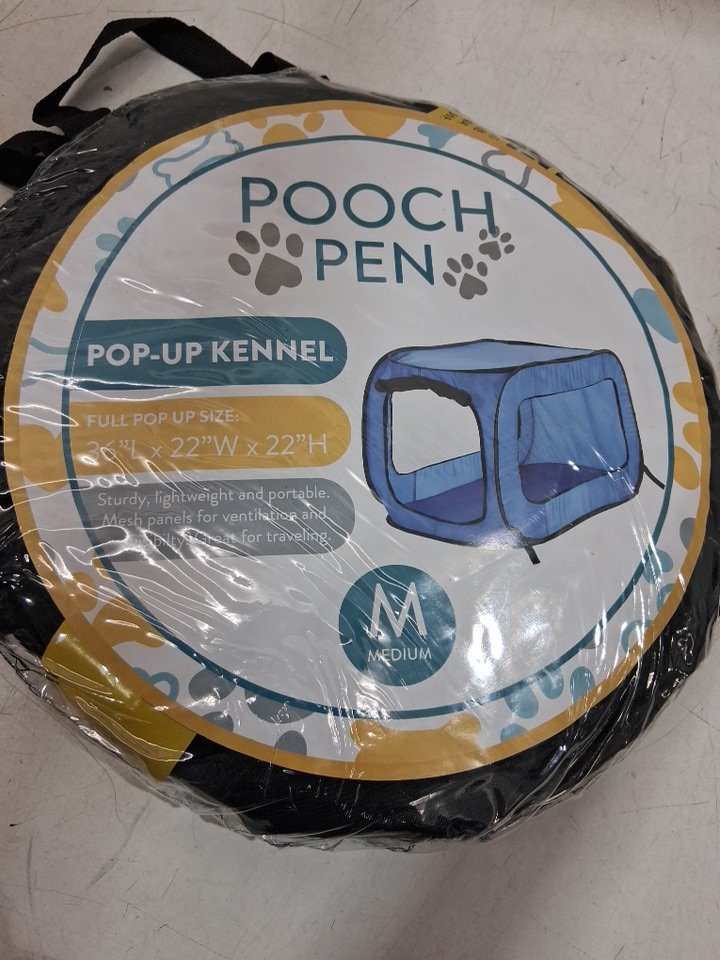 POOCH
PEN
POP-UP KENNEL
FULL POP UP SIZE:
36"L x 22"W x 22"H
Sturdy, lightweight and portable.
Mesh panels for ventilation and
Great for traveling.
M
MEDIUM